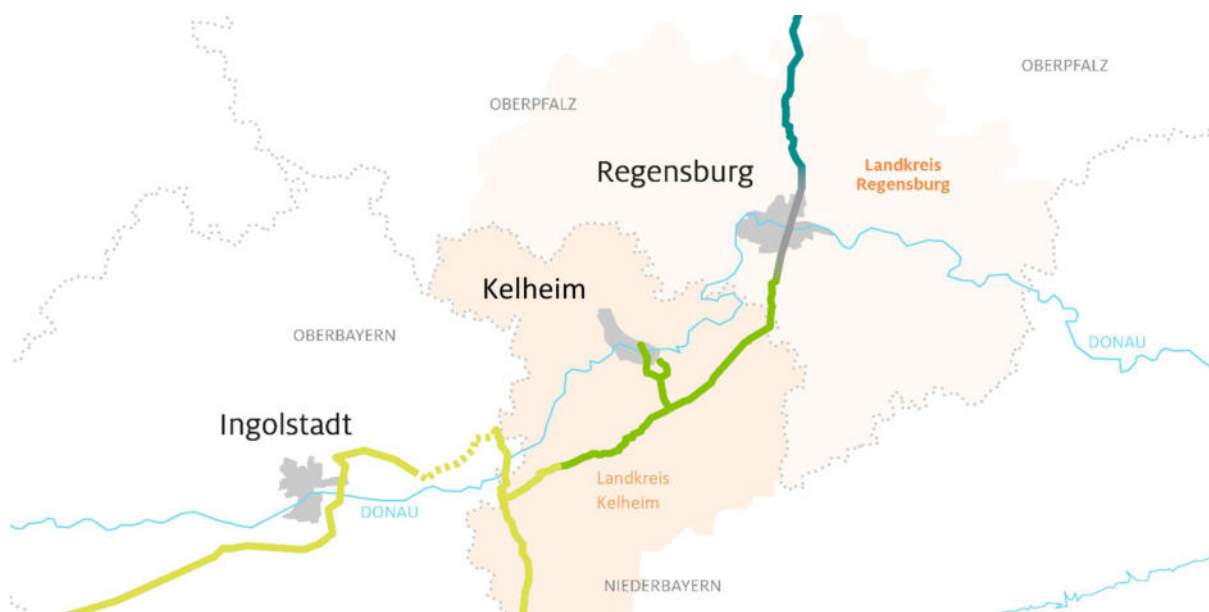 OBERPFALZ
OBERPFALZ
Regensburg
Landkreis
Regensburg
Kelheim
OBERBAYERN
DONAU
Ingolstadt
Landkreis
Kelheim
DONAU
NIEDERBAYERN